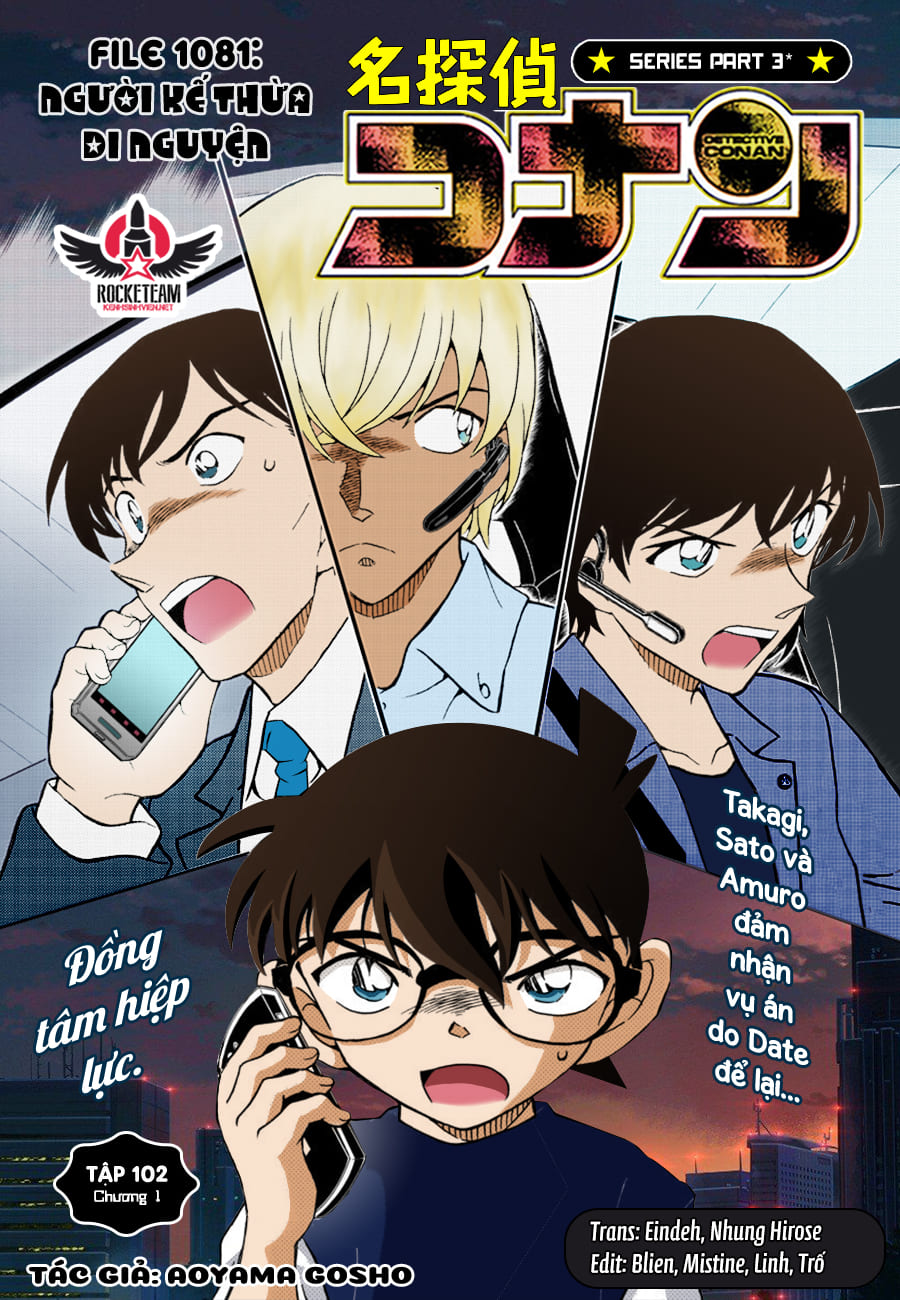 FILE 1081:
NGƯỜI KẾ THỪA
DI NGUYỆN
名探偵
SERIES PART 3*
コナン
DETECTIVE
CONAN
ROCKETEAM
KENHSINHVIEN.NET
Takagi,
Sato và
Amuro
đảm
nhận
vụ án
do Date
để lại...
Đồng
tâm hiệp
lực.
TẬP 102
Chương 1
Trans: Eindeh, Nhung Hirose
Edit: Blien, Mistine, Linh, Trố
TÁC GIẢ: AOYAMA GOSHO